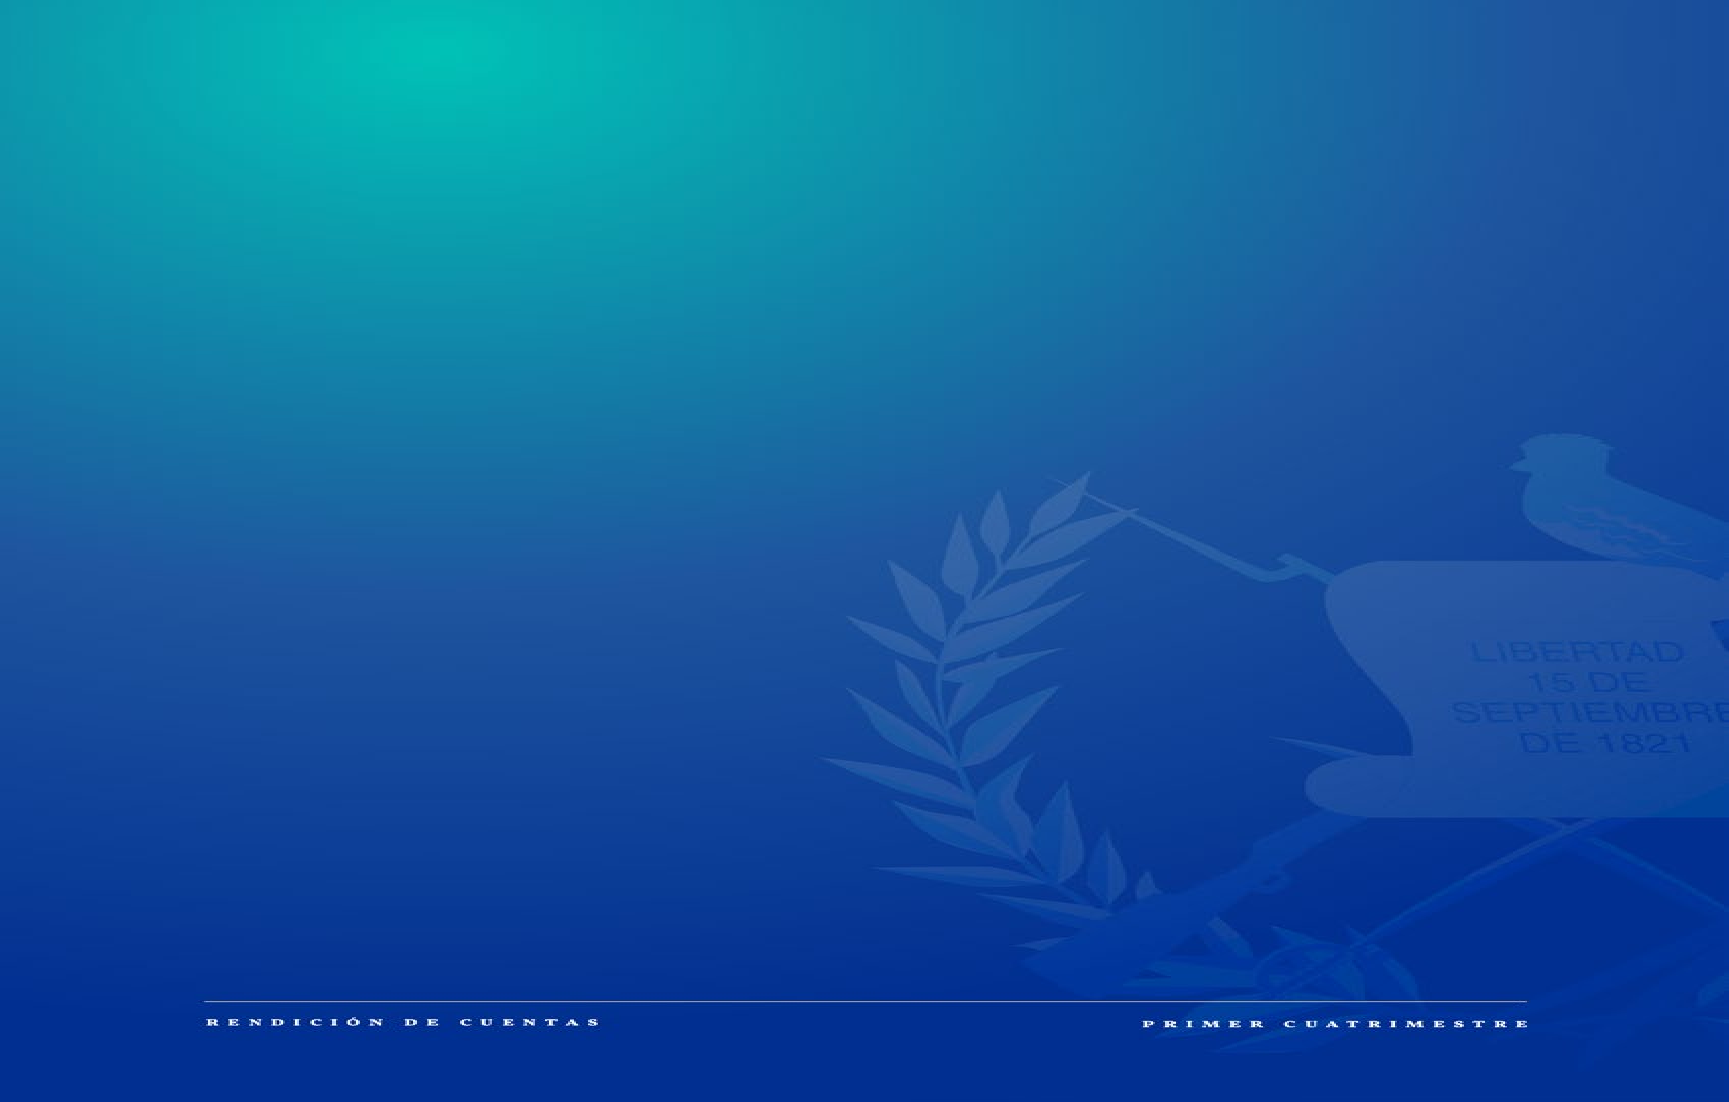 LIBERTAD
15 DE
SEPTIEMBRE
DE 1821
RENDICIÓN DE CUENTAS
PRIMER CUATRIMESTRE